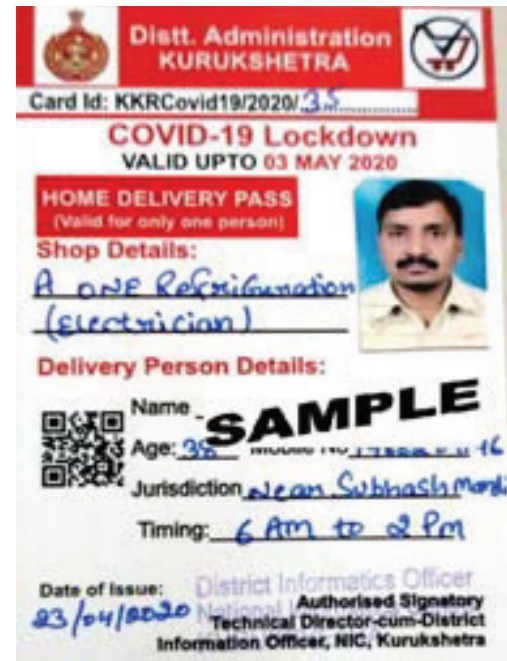 Distt. Administration
KURUKSHETRA
Card Id: KKRCovid19/2020/35
COVID-19 Lockdown
VALID UPTO 03 MAY 2020
HOME DELIVERY PASS
(Valid for only one person)
Shop Details:
A ONE Refrigunation
(Electrician)
Delivery Person Details:
Name
SAMPLE
Age: 38
16
Jurisdiction Near Subhash Mandi
Timing: 6 Am to 2 Pm
Date of Issue:
District Informatics Officer
23/04/2020
National
Authorised Signatory
Technical Director-cum-District
Information Officer, NIC, Kurukshetra